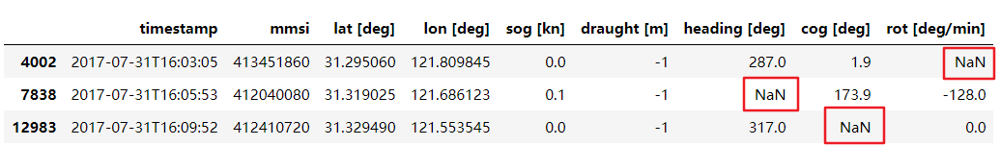 timestamp mmsi lat [deg] lon [deg] sog [kn] draught [m] heading [deg] cog [deg] rot [deg/min]
4002 2017-07-31T16:03:05 413451860 31.295060 121.809845 0.0 -1 287.0 1.9 NaN
7838 2017-07-31T16:05:53 412040080 31.319025 121.686123 0.1 -1 NaN 173.9 -128.0
12983 2017-07-31T16:09:52 412410720 31.329490 121.553545 0.0 -1 317.0 NaN 0.0